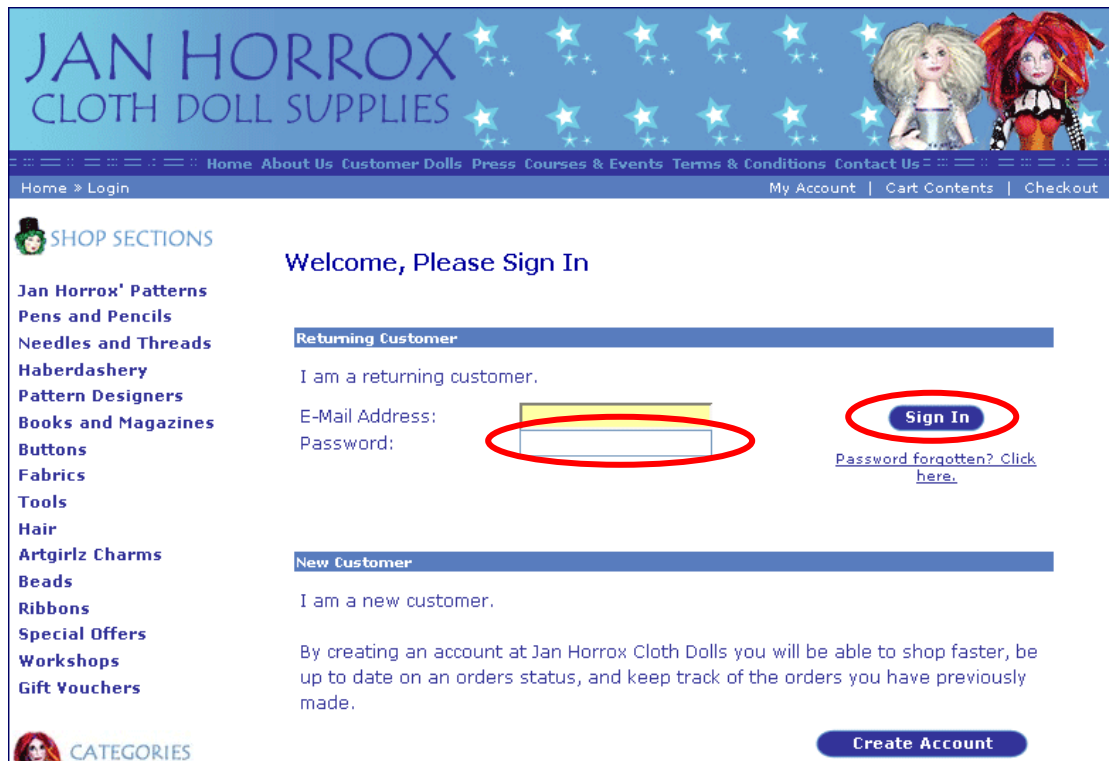 JAN HORROX
CLOTH DOLL SUPPLIES
Home About Us Customer Dolls Press Courses & Events Terms & Conditions Contact Us
Home » Login
My Account | Cart Contents | Checkout
SHOP SECTIONS
Jan Horrox' Patterns
Pens and Pencils
Needles and Threads
Haberdashery
Pattern Designers
Books and Magazines
Buttons
Fabrics
Tools
Hair
Artgirlz Charms
Beads
Ribbons
Special Offers
Workshops
Gift Vouchers
CATEGORIES
Welcome, Please Sign In
Returning Customer
I am a returning customer.
E-Mail Address:
Password:
Sign In
Password forgotten? Click
here.
New Customer
I am a new customer.
By creating an account at Jan Horrox Cloth Dolls you will be able to shop faster, be
up to date on an orders status, and keep track of the orders you have previously
made.
Create Account